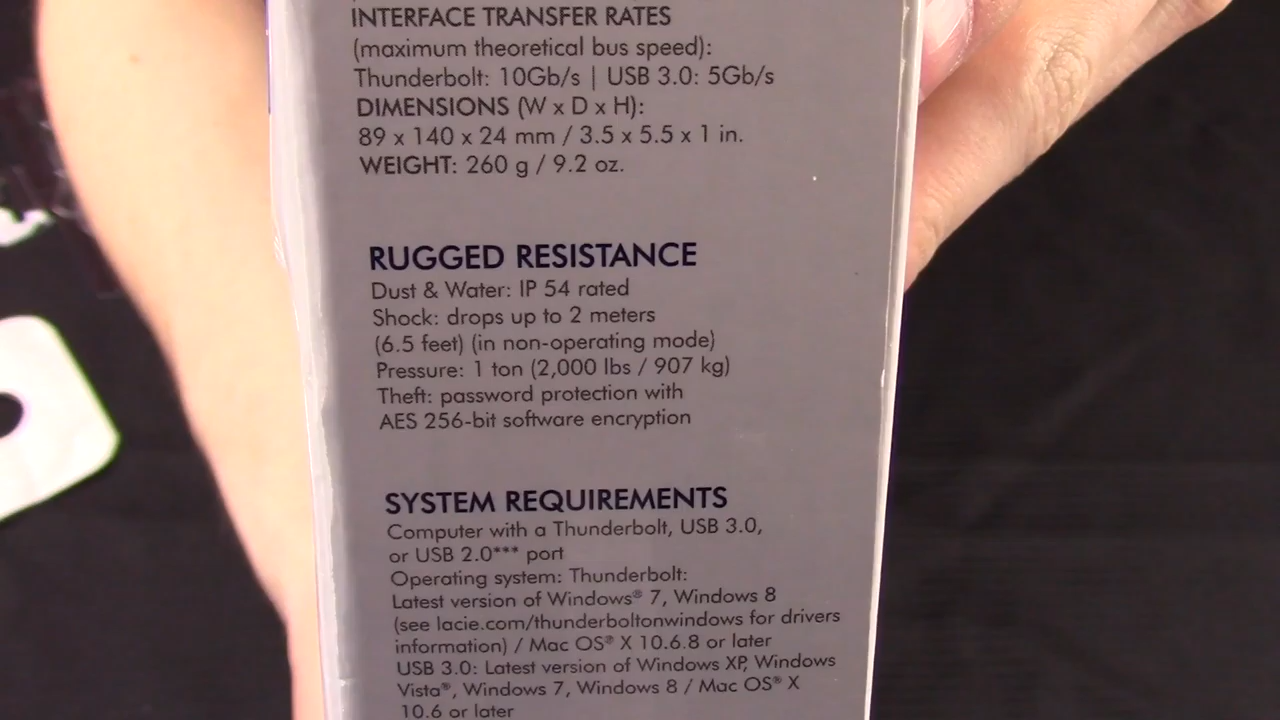 INTERFACE TRANSFER RATES
(maximum theoretical bus speed):
Thunderbolt: 10Gb/s | USB 3.0: 5Gb/s
DIMENSIONS (W x D x H):
89 x 140 x 24 mm / 3.5 x 5.5 x 1 in.
WEIGHT: 260 g / 9.2 oz.
RUGGED RESISTANCE
Dust & Water: IP 54 rated
Shock: drops up to 2 meters
(6.5 feet) (in non-operating mode)
Pressure: 1 ton (2,000 lbs / 907 kg)
Theft: password protection with
AES 256-bit software encryption
SYSTEM REQUIREMENTS
Computer with a Thunderbolt, USB 3.0,
or USB 2.0*** port
Operating system: Thunderbolt:
Latest version of Windows® 7, Windows 8
(see lacie.com/thunderboltonwindows for drivers
information) / Mac OS® X 10.6.8 or later
USB 3.0: Latest version of Windows XP, Windows
Vista®, Windows 7, Windows 8 / Mac OS® X
10.6 or later